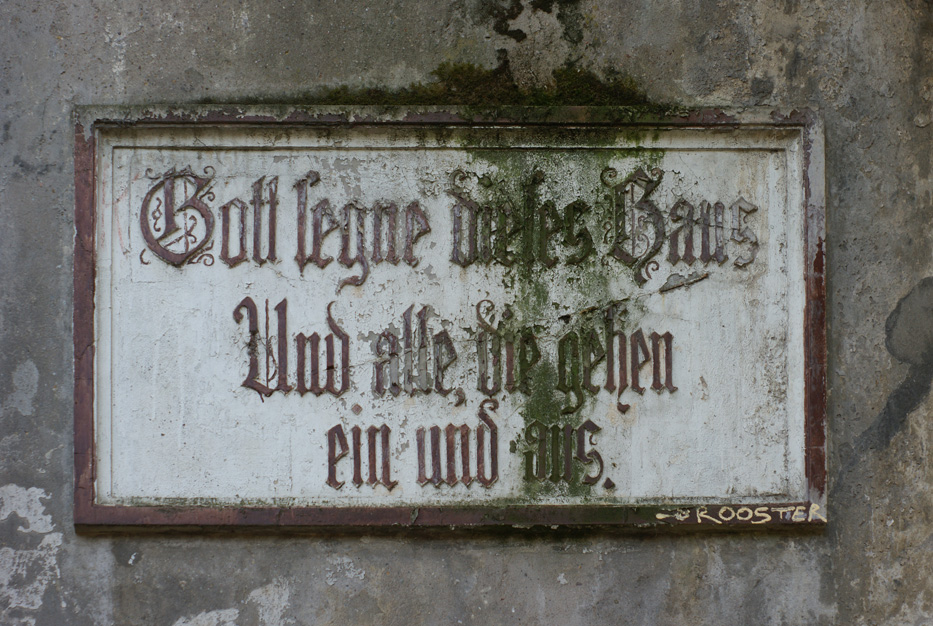 Gott segne dieses Haus
Und alle, die gehen
ein und aus.
ROOSTER